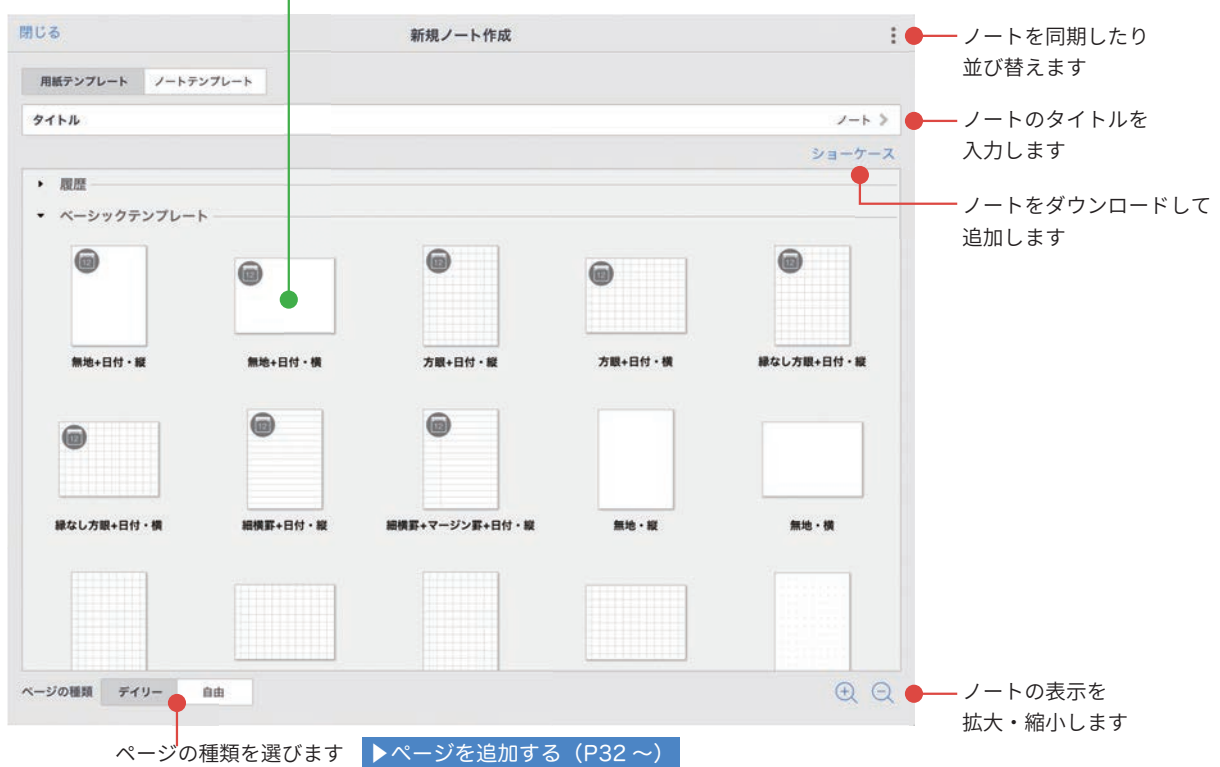 閉じる
新規ノート作成
ノートを同期したり
並び替えます
用紙テンプレート ノートテンプレート
タイトル
ノート
ノートのタイトルを
入力します
ショーケース
ノートをダウンロードして
追加します
履歴
ベーシックテンプレート
12 12 12 12 12
無地+日付・縦 無地+日付・横 方眼+日付・縦 方眼+日付・横 縁なし方眼+日付・縦
12 12 12
縁なし方眼+日付・横 細横罫+日付・縦 細横罫+マージン罫+日付・縦 無地・縦 無地・横
ページの種類 デイリー 自由
ノートの表示を
拡大・縮小します
ページの種類を選びます ▶ページを追加する(P32 ~)